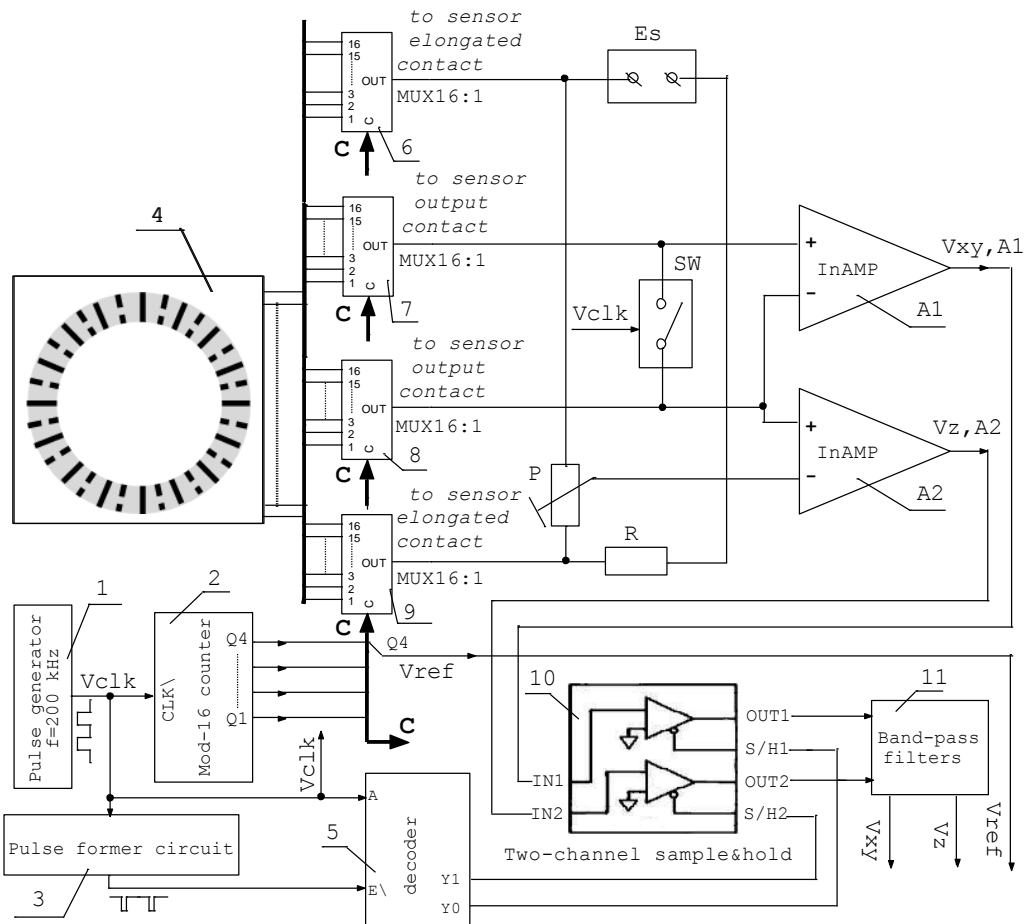 to sensor
elongated
contact
16
15
3
2
1
OUT
C
MUX16:1
C
6
Es
to sensor
output
contact
16
15
3
2
1
OUT
C
MUX16:1
C
7
4
SW
Vclk
+
−
InAMP
A1
Vxy,A1
to sensor
output
contact
16
15
3
2
1
OUT
C
MUX16:1
C
8
+
−
InAMP
A2
Vz,A2
P
R
to sensor
elongated
contact
16
15
3
2
1
OUT
C
MUX16:1
C
9
1
Pulse generator
f=200 kHz
Vclk
2
CLK\
Mod-16 counter
Q4
Q1
Q4
Vref
C
Vclk
10
IN1
IN2
OUT1
S/H1
OUT2
S/H2
Two-channel sample&hold
11
Band-pass
filters
Vxy
Vz
Vref
Pulse former circuit
3
5
A
E\
decoder
Y1
Y0